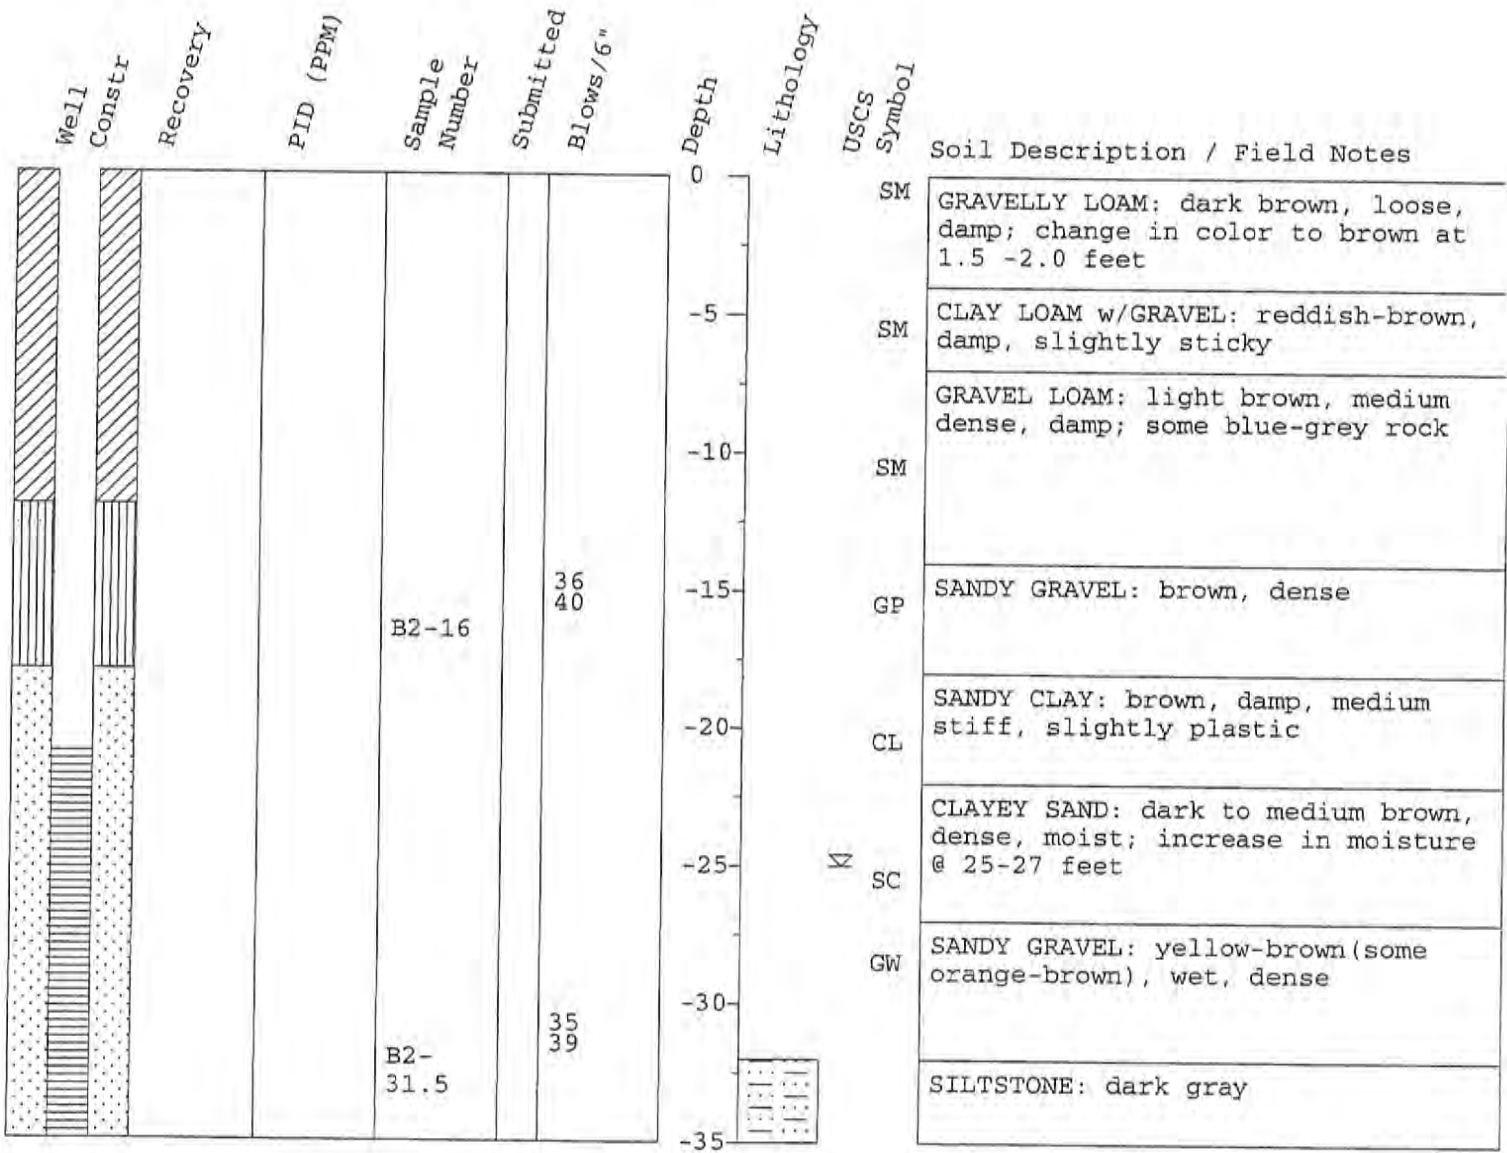 Well
Constr
Recovery
PID (PPM)
Sample
Number
Submitted
Blows/6"
Depth
Lithology
USCS
Symbol
Soil Description / Field Notes
0
SM
GRAVELLY LOAM: dark brown, loose,
damp; change in color to brown at
1.5 -2.0 feet
-5
SM
CLAY LOAM w/GRAVEL: reddish-brown,
damp, slightly sticky
GRAVEL LOAM: light brown, medium
dense, damp; some blue-grey rock
-10
SM
36
40
-15
GP
SANDY GRAVEL: brown, dense
B2-16
SANDY CLAY: brown, damp, medium
stiff, slightly plastic
-20
CL
CLAYEY SAND: dark to medium brown,
dense, moist; increase in moisture
@ 25-27 feet
-25
SC
SANDY GRAVEL: yellow-brown(some
orange-brown), wet, dense
GW
-30
35
39
B2-
31.5
SILTSTONE: dark gray
-35